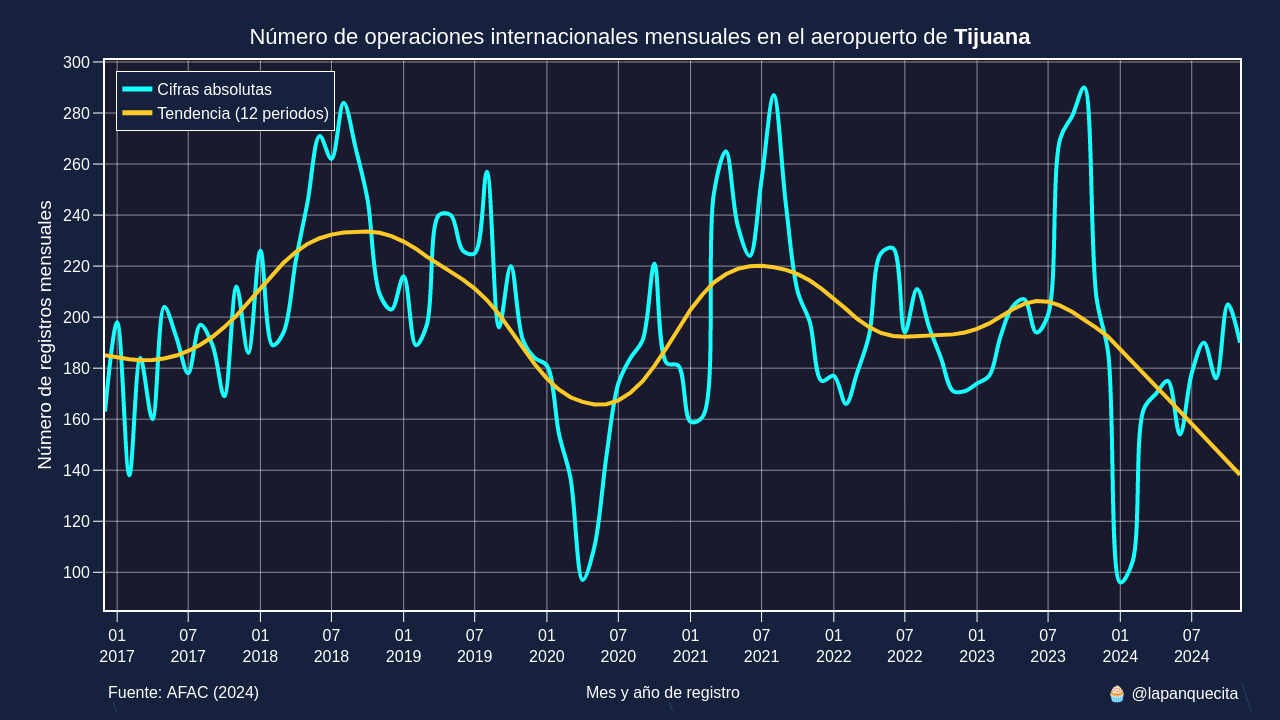 Número de operaciones internacionales mensuales en el aeropuerto de Tijuana
Cifras absolutas
Tendencia (12 periodos)
Número de registros mensuales
300
280
260
240
220
200
180
160
140
120
100
01 07 01 07 01 07 01 07 01 07 01 07 01 07 01 07
2017 2017 2018 2018 2019 2019 2020 2020 2021 2021 2022 2022 2023 2023 2024 2024
Fuente: AFAC (2024)
Mes y año de registro
🧁 @lapanquecita